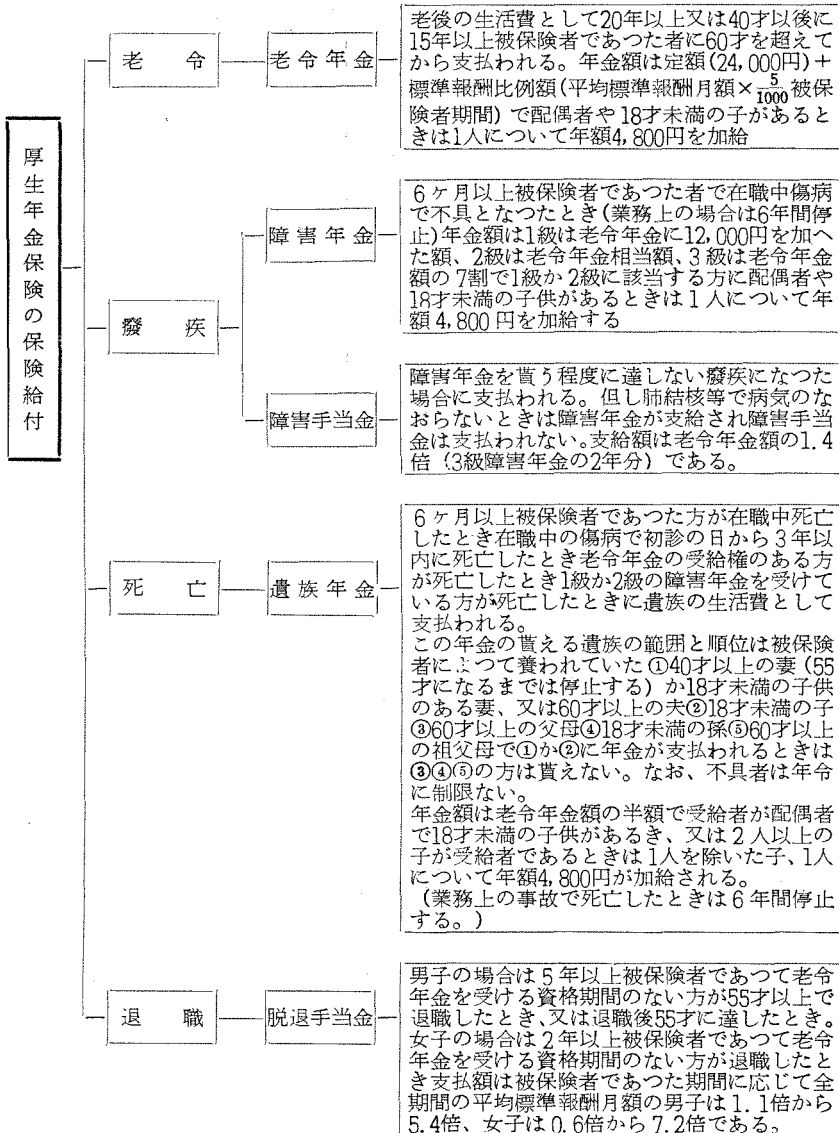 厚生年金保険の保険給付
老令
老令年金
老後の生活費として20年以上又は40才以後に
15年以上被保険者であつた者に60才を超えて
から支払われる。年金額は定額(24,000円)+
標準報酬比例額(平均標準報酬月額×5/1000被保
険者期間)で配偶者や18才未満の子があると
きは1人について年額4,800円を加給
廢疾
障害年金
6ヶ月以上被保険者であつた者で在職中傷病
で不具となつたとき(業務上の場合は6年間停
止)年金額は1級は老令年金に12,000円を加へ
た額、2級は老令年金相当額、3級は老令年金
額の7割で1級か2級に該当する方に配偶者や
18才未満の子供があるときは1人について年
額4,800円を加給する
障害手当金
障害年金を貰う程度に達しない廢疾になつた
場合に支払われる。但し肺結核等で病気のな
おらないときは障害年金が支給され障害手当
金は支払われない。支給額は老令年金額の1.4
倍(3級障害年金の2年分)である。
死亡
遺族年金
6ヶ月以上被保険者であつた方が在職中死亡
したとき在職中の傷病で初診の日から3年以
内に死亡したとき老令年金の受給権のある方
が死亡したとき1級か2級の障害年金を受けて
いる方が死亡したときに遺族の生活費として
支払われる。
この年金の貰える遺族の範囲と順位は被保険
者によつて養われていた①40才以上の妻(55
才になるまでは停止する)か18才未満の子供
のある妻、又は60才以上の夫②18才未満の子
③60才以上の父母④18才未満の孫⑤60才以上
の祖父母で①か②に年金が支払われるときは
③④⑤の方は貰えない。なお、不具者は年令
に制限ない。
年金額は老令年金額の半額で受給者が配偶者
で18才未満の子供があるき、又は2人以上の
子が受給者であるときは1人を除いた子、1人
について年額4,800円が加給される。
(業務上の事故で死亡したときは6年間停止
する。)
退職
脱退手当金
男子の場合は5年以上被保険者であつて老令
年金を受ける資格期間のない方が55才以上で
退職したとき、又は退職後55才に達したとき。
女子の場合は2年以上被保険者であつて老令
年金を受ける資格期間のない方が退職したと
き支払額は被保険者であつた期間に応じて全
期間の平均標準報酬月額の男子は1.1倍から
5.4倍、女子は0.6倍から7.2倍である。